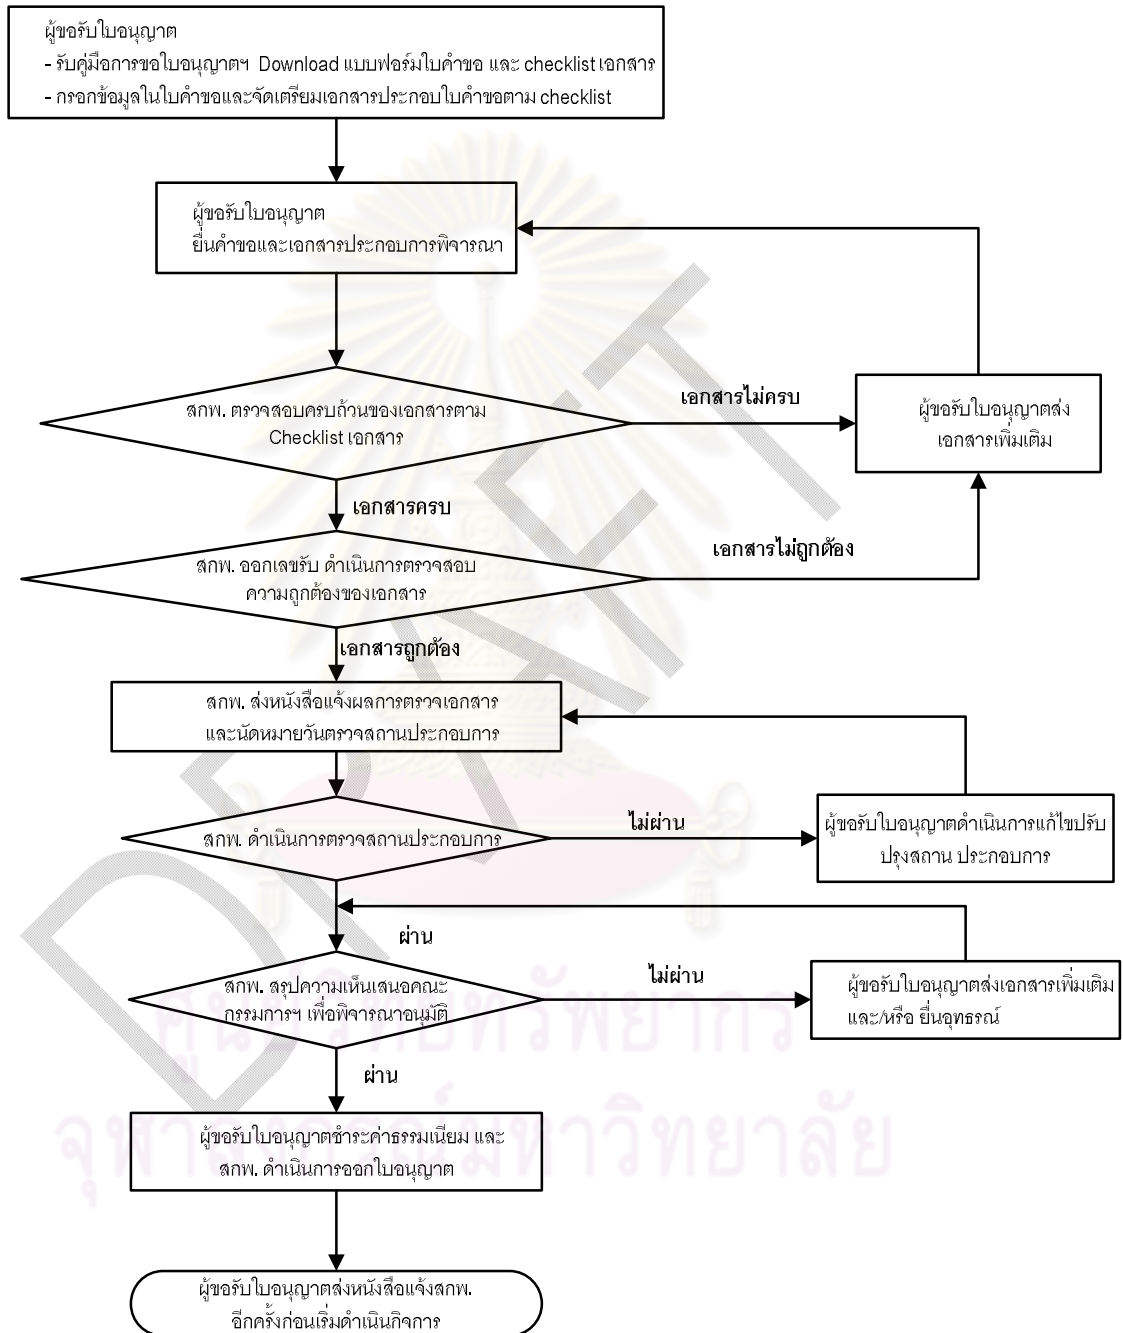 ผู้ขอรับใบอนุญาต
- รับคู่มือการขอใบอนุญาตฯ Download แบบฟอร์มใบคำขอ และ checklist เอกสาร
- กรอกข้อมูลในใบคำขอและจัดเตรียมเอกสารประกอบใบคำขอตาม checklist
ผู้ขอรับใบอนุญาต
ยื่นคำขอและเอกสารประกอบการพิจารณา
สกพ. ตรวจสอบครบถ้วนของเอกสารตาม
Checklist เอกสาร
เอกสารไม่ครบ
ผู้ขอรับใบอนุญาตส่ง
เอกสารเพิ่มเติม
เอกสารครบ
สกพ. ออกเลขรับ ดำเนินการตรวจสอบ
ความถูกต้องของเอกสาร
เอกสารไม่ถูกต้อง
เอกสารถูกต้อง
สกพ. ส่งหนังสือแจ้งผลการตรวจเอกสาร
และนัดหมายวันตรวจสถานประกอบการ
สกพ. ดำเนินการตรวจสถานประกอบการ
ไม่ผ่าน
ผู้ขอรับใบอนุญาตดำเนินการแก้ไขปรับ
ปรุงสถาน ประกอบการ
ผ่าน
สกพ. สรุปความเห็นเสนอคณะ
กรรมการฯ เพื่อพิจารณาอนุมัติ
ไม่ผ่าน
ผู้ขอรับใบอนุญาตส่งเอกสารเพิ่มเติม
และ/หรือ ยื่นอุทธรณ์
ผ่าน
ผู้ขอรับใบอนุญาตชำระค่าธรรมเนียม และ
สกพ. ดำเนินการออกใบอนุญาต
ผู้ขอรับใบอนุญาตส่งหนังสือแจ้งสกพ.
อีกครั้งก่อนเริ่มดำเนินกิจการ
DRAFT
ศูนย์วิทยทรัพยากร
จุฬาลงกรณ์มหาวิทยาลัย